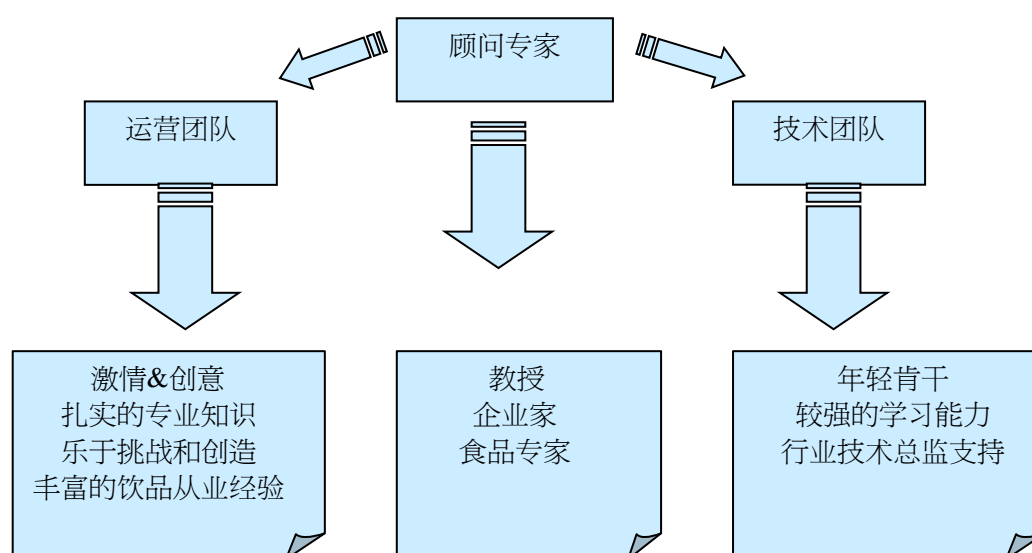 顾问专家
运营团队
技术团队
激情&创意
扎实的专业知识
乐于挑战和创造
丰富的饮品从业经验
教授
企业家
食品专家
年轻肯干
较强的学习能力
行业技术总监支持